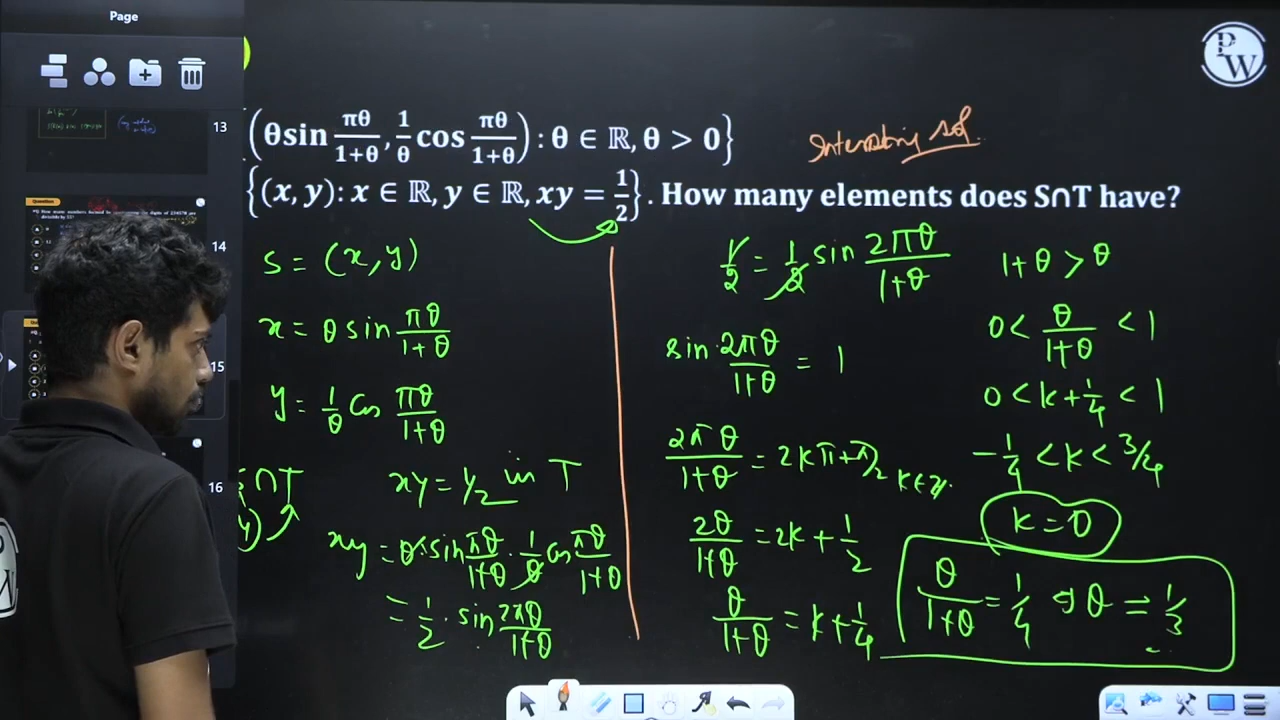 Page
13
14
15
16
Question
PW
(θsin πθ/1+θ, 1/θ cos πθ/1+θ) : θ ∈ ℝ, θ > 0}
Interesting sol.
{(x, y): x ∈ ℝ, y ∈ ℝ, xy = 1/2}. How many elements does S∩T have?
S = (x, y)
x = θ sin πθ/1+θ
y = 1/θ cos πθ/1+θ
S∩T
xy = 1/2 in T
xy = θ·sin πθ/1+θ · 1/θ cos πθ/1+θ
= 1/2 · sin 2πθ/1+θ
1/2 = 1/2 sin 2πθ/1+θ
sin 2πθ/1+θ = 1
2πθ/1+θ = 2kπ + π/2 k∈z.
2θ/1+θ = 2k + 1/2
θ/1+θ = k + 1/4
1+θ > θ
0 < θ/1+θ < 1
0 < k + 1/4 < 1
-1/4 < k < 3/4
k = 0
θ/1+θ = 1/4 ⇒ θ = 1/3